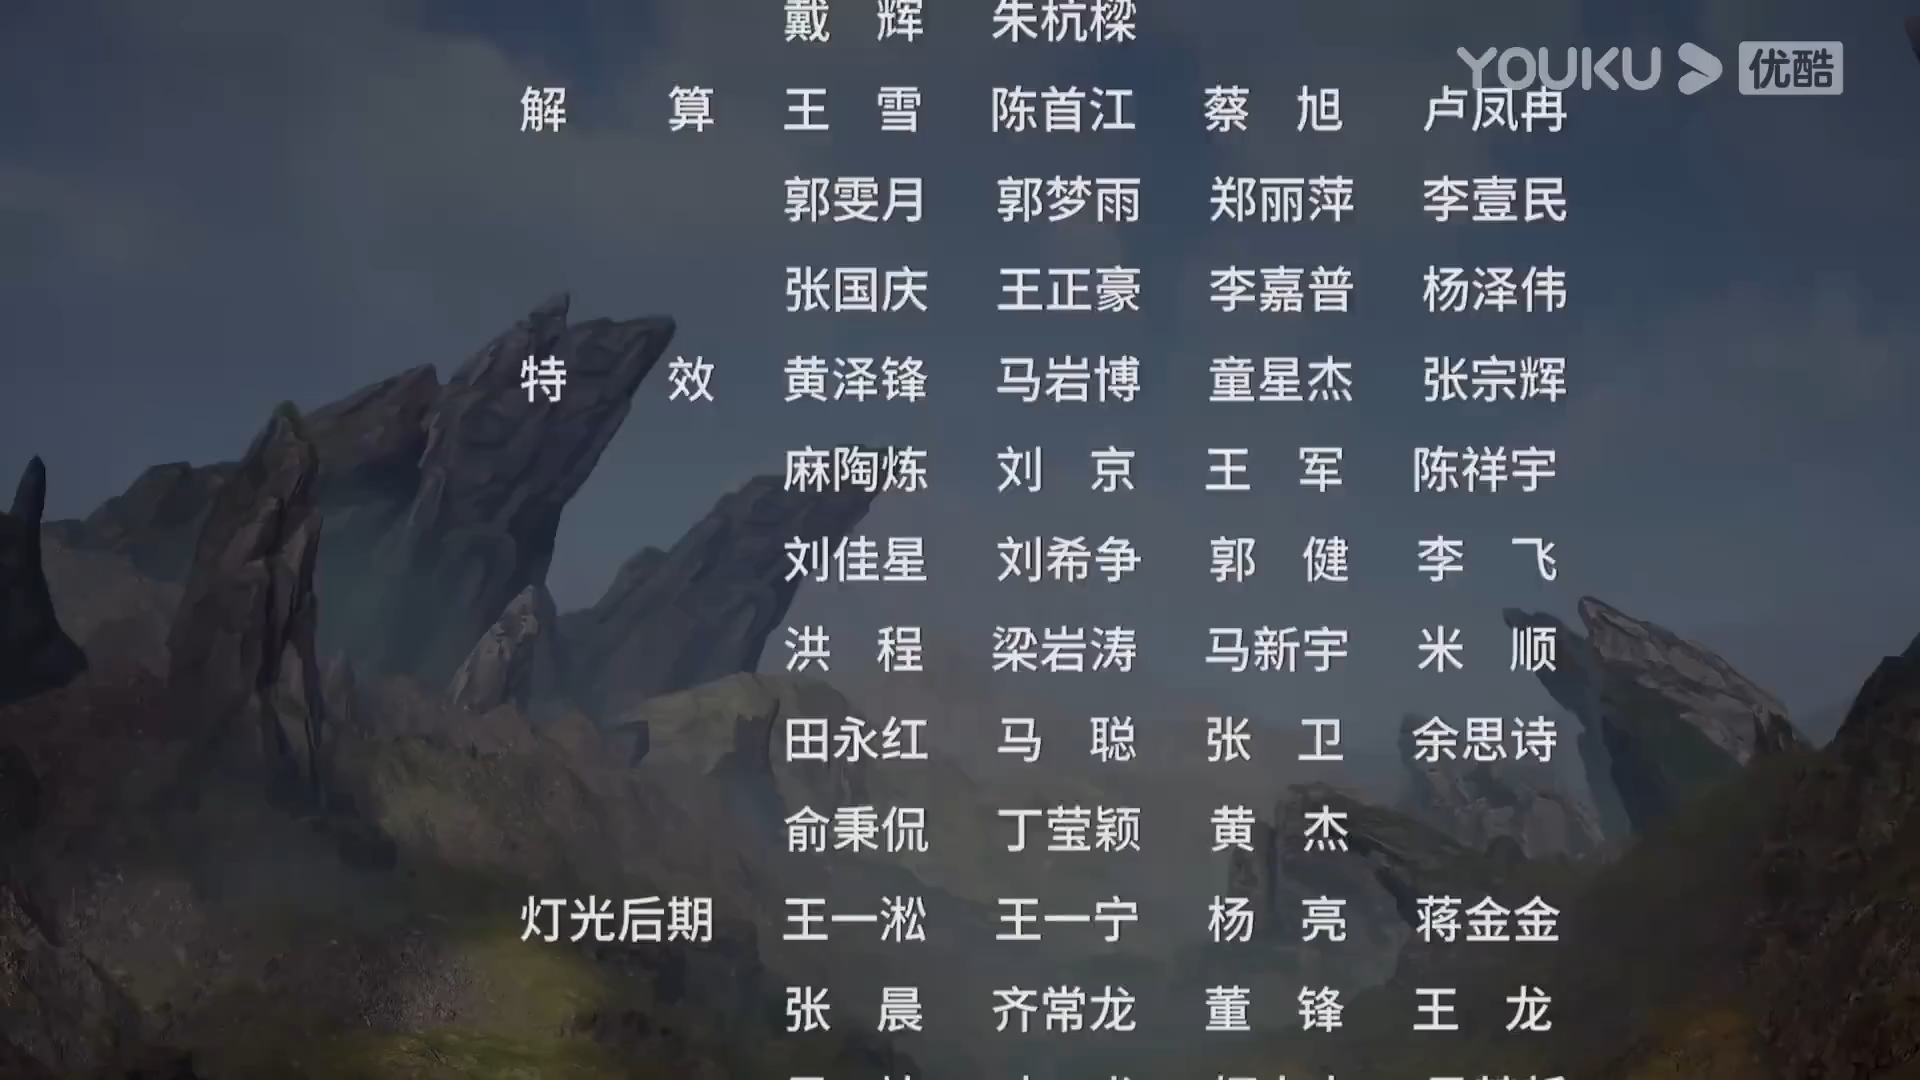 戴 辉 朱杭樑
YOUKU 优酷
解 算 王 雪 陈首江 蔡 旭 卢凤冉
郭雯月 郭梦雨 郑丽萍 李壹民
张国庆 王正豪 李嘉普 杨泽伟
特 效 黄泽锋 马岩博 童星杰 张宗辉
麻陶炼 刘 京 王 军 陈祥宇
刘佳星 刘希争 郭 健 李 飞
洪 程 梁岩涛 马新宇 米 顺
田永红 马 聪 张 卫 余思诗
俞秉侃 丁莹颖 黄 杰
灯光后期 王一淞 王一宁 杨 亮 蒋金金
张 晨 齐常龙 董 锋 王 龙